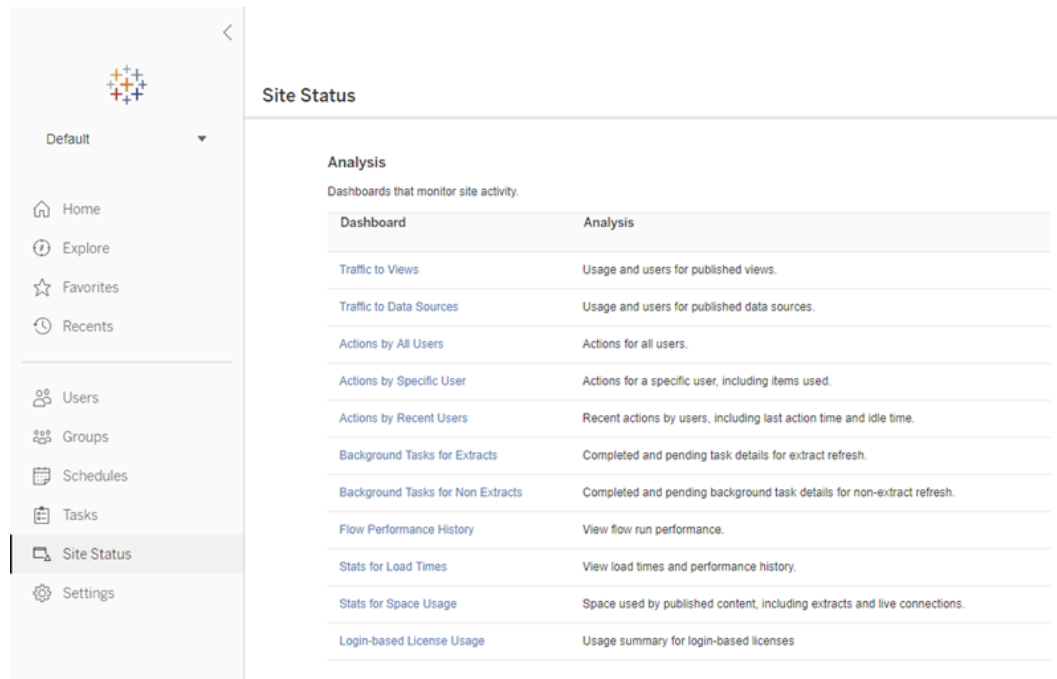 Default
Home
Explore
Favorites
Recents
Users
Groups
Schedules
Tasks
Site Status
Settings
Site Status
Analysis
Dashboards that monitor site activity.
Dashboard Analysis
Traffic to Views Usage and users for published views.
Traffic to Data Sources Usage and users for published data sources.
Actions by All Users Actions for all users.
Actions by Specific User Actions for a specific user, including items used.
Actions by Recent Users Recent actions by users, including last action time and idle time.
Background Tasks for Extracts Completed and pending task details for extract refresh.
Background Tasks for Non Extracts Completed and pending background task details for non-extract refresh.
Flow Performance History View flow run performance.
Stats for Load Times View load times and performance history.
Stats for Space Usage Space used by published content, including extracts and live connections.
Login-based License Usage Usage summary for login-based licenses